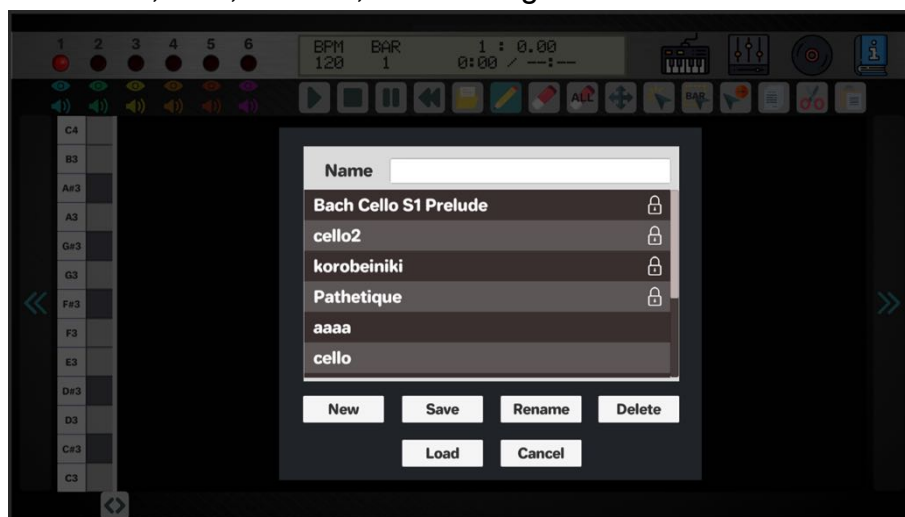 1 2 3 4 5 6
BPM BAR 1 : 0.00
120 1 0:00 / --:--
ALL BAR
C4
B3
A#3
A3
G#3
G3
F#3
F3
E3
D#3
D3
C#3
C3
Name
Bach Cello S1 Prelude
cello2
korobeiniki
Pathetique
aaaa
cello
New Save Rename Delete
Load Cancel